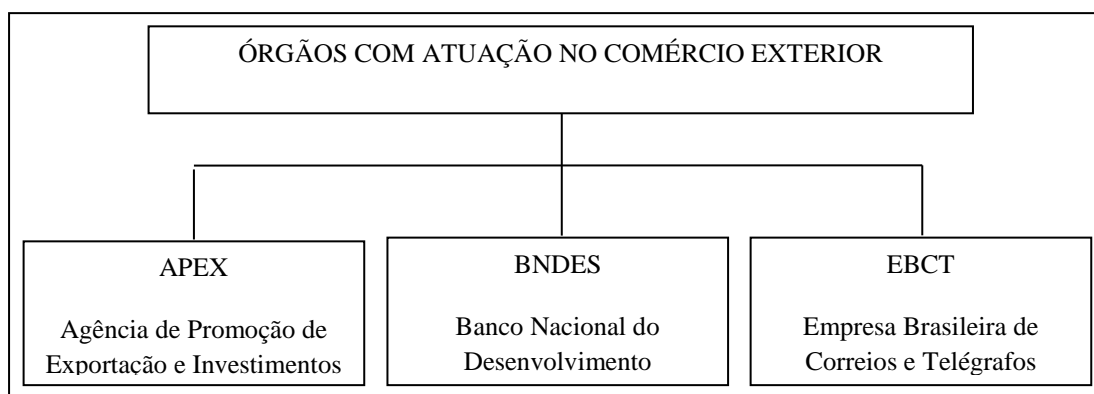 ÓRGÃOS COM ATUAÇÃO NO COMÉRCIO EXTERIOR
APEX
Agência de Promoção de
Exportação e Investimentos
BNDES
Banco Nacional do
Desenvolvimento
EBCT
Empresa Brasileira de
Correios e Telégrafos